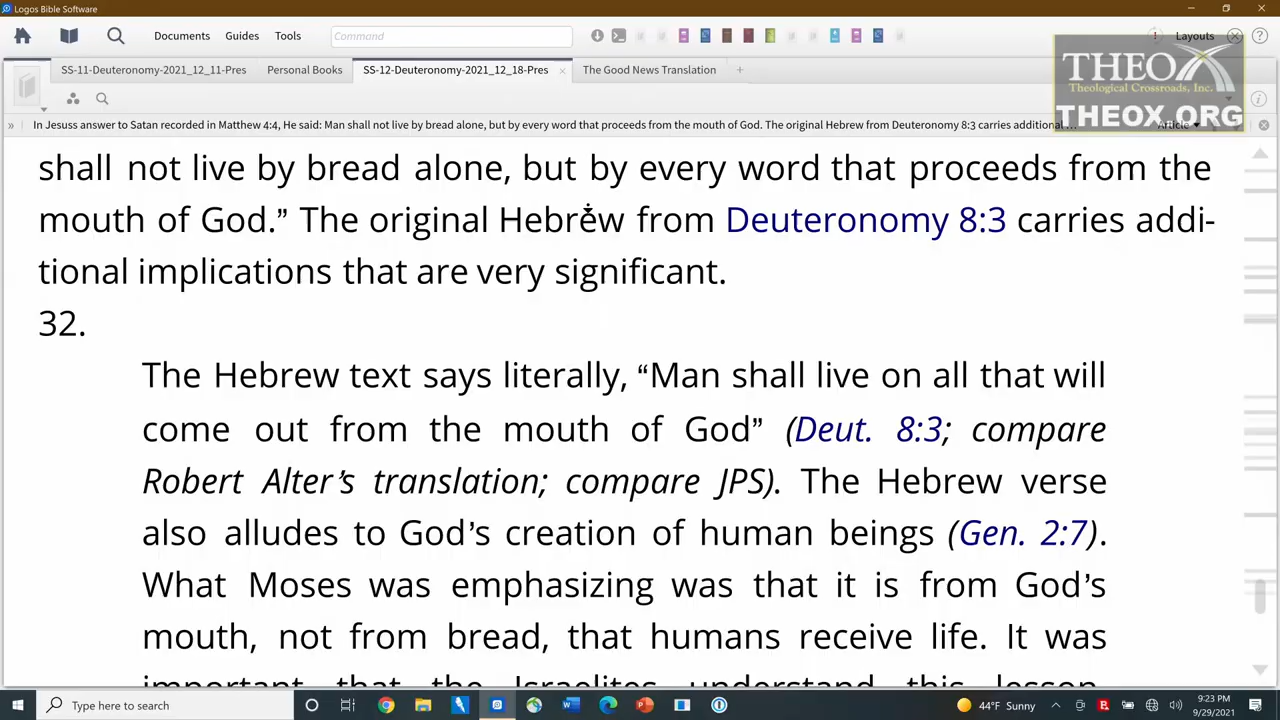 Logos Bible Software
Documents Guides Tools Command Layouts
SS-11-Deuteronomy-2021_12_11-Pres Personal Books SS-12-Deuteronomy-2021_12_18-Pres The Good News Translation
THEOX
Theological Crossroads, Inc.
THEOX.ORG
In Jesuss answer to Satan recorded in Matthew 4:4, He said: Man shall not live by bread alone, but by every word that proceeds from the mouth of God. The original Hebrew from Deuteronomy 8:3 carries additional ... Article
shall not live by bread alone, but by every word that proceeds from the
mouth of God.” The original Hebrew from Deuteronomy 8:3 carries addi-
tional implications that are very significant.
32.
The Hebrew text says literally, “Man shall live on all that will
come out from the mouth of God” (Deut. 8:3; compare
Robert Alter’s translation; compare JPS). The Hebrew verse
also alludes to God’s creation of human beings (Gen. 2:7).
What Moses was emphasizing was that it is from God’s
mouth, not from bread, that humans receive life. It was
important that the Israelites understand this lesson
Type here to search
44°F Sunny
9:23 PM
9/29/2021